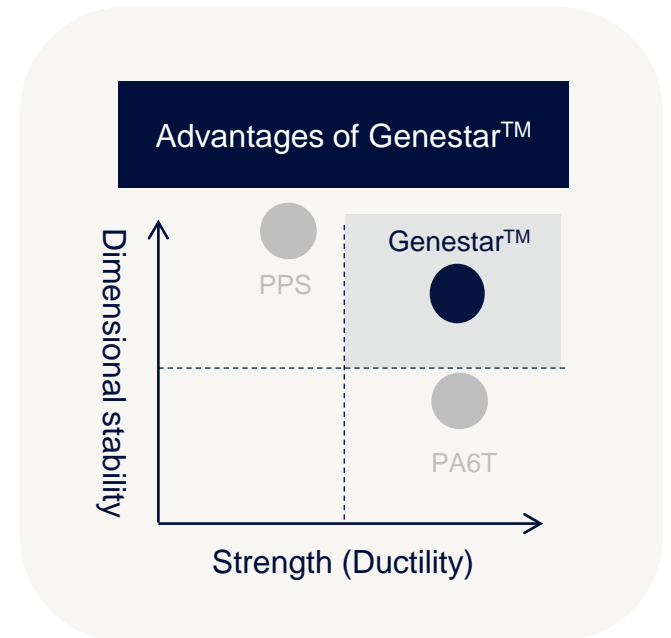 Advantages of Genestar™
Dimensional stability
PPS
Genestar™
PA6T
Strength (Ductility)